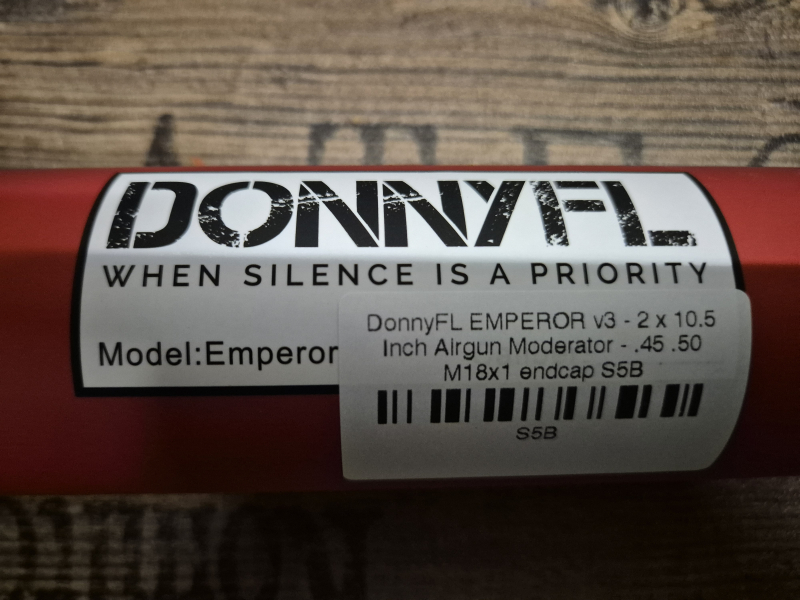 DONNYFL
WHEN SILENCE IS A PRIORITY
Model:Emperor
DonnyFL EMPEROR v3 - 2 x 10.5
Inch Airgun Moderator - .45 .50
M18x1 endcap S5B
S5B